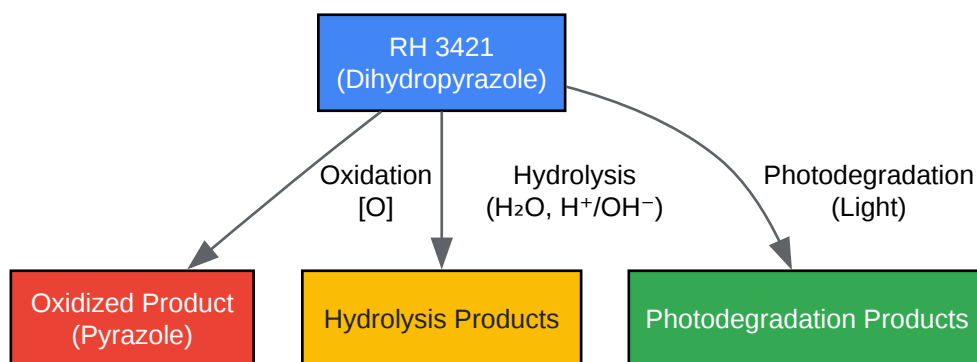 RH 3421
(Dihydropyrazole)
Oxidation
[O]
Hydrolysis
(H₂O, H⁺/OH⁻)
Photodegradation
(Light)
Oxidized Product
(Pyrazole)
Hydrolysis Products
Photodegradation Products